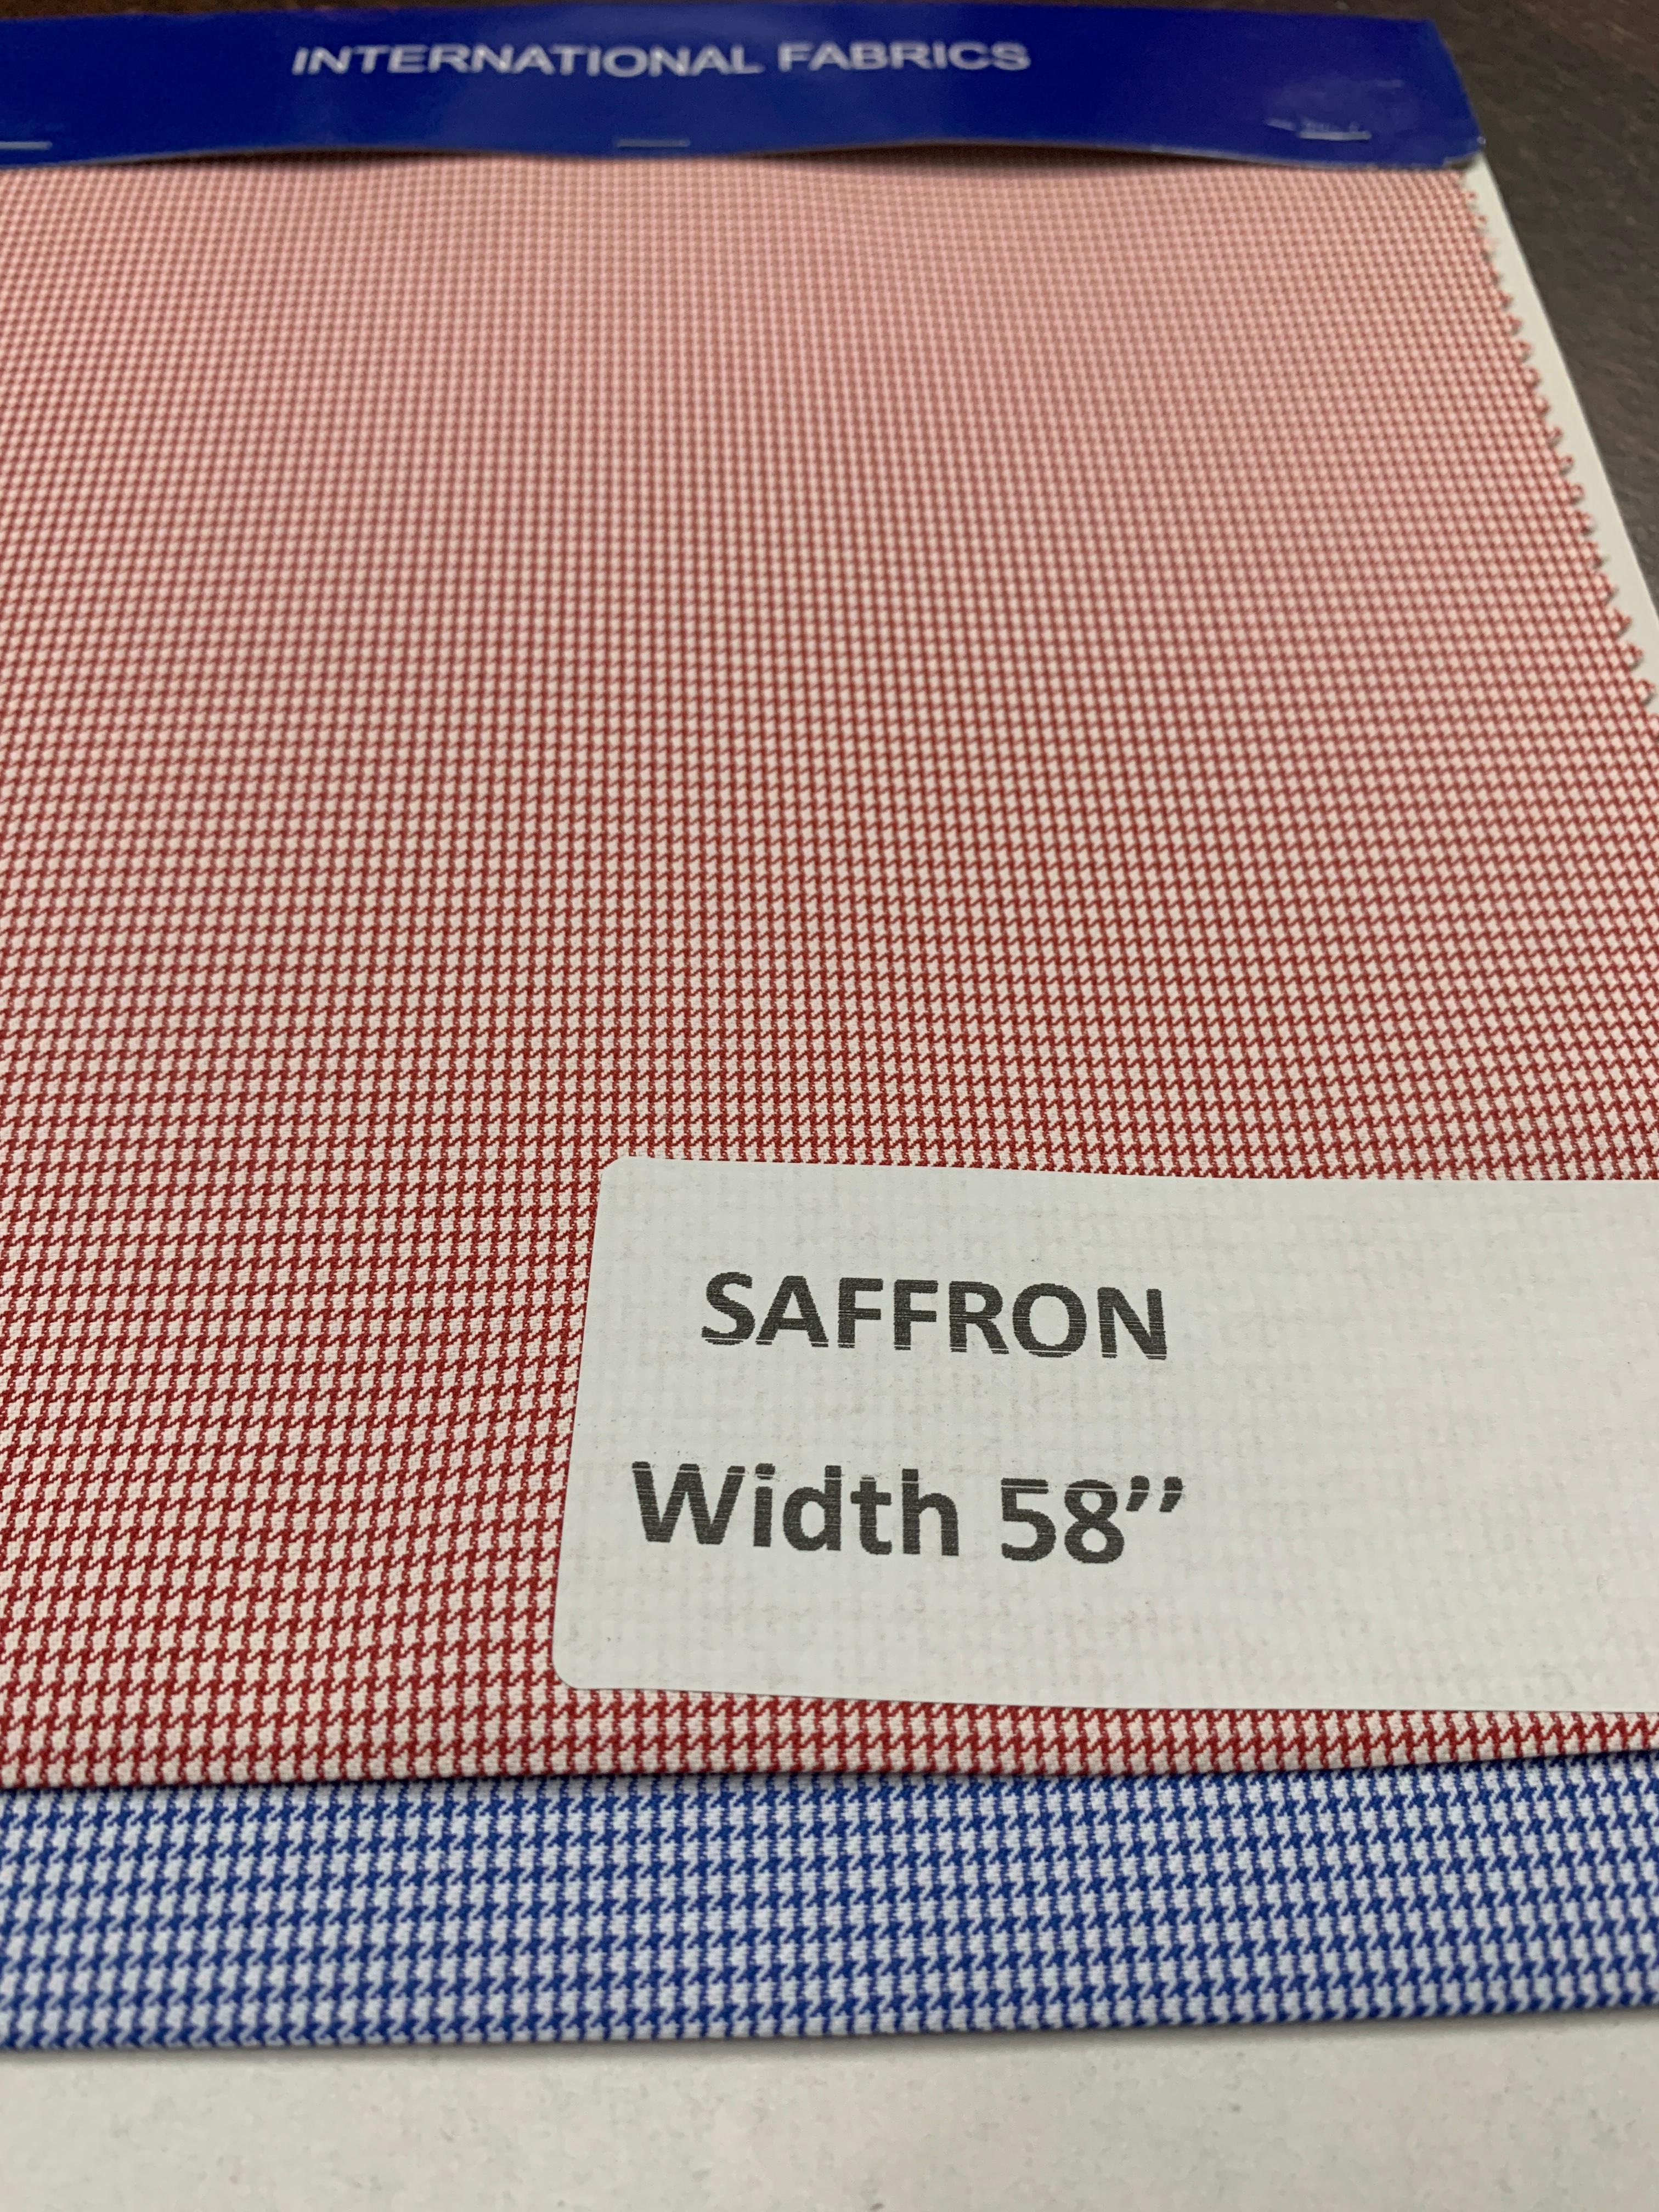 INTERNATIONAL FABRICS
SAFFRON
Width 58”